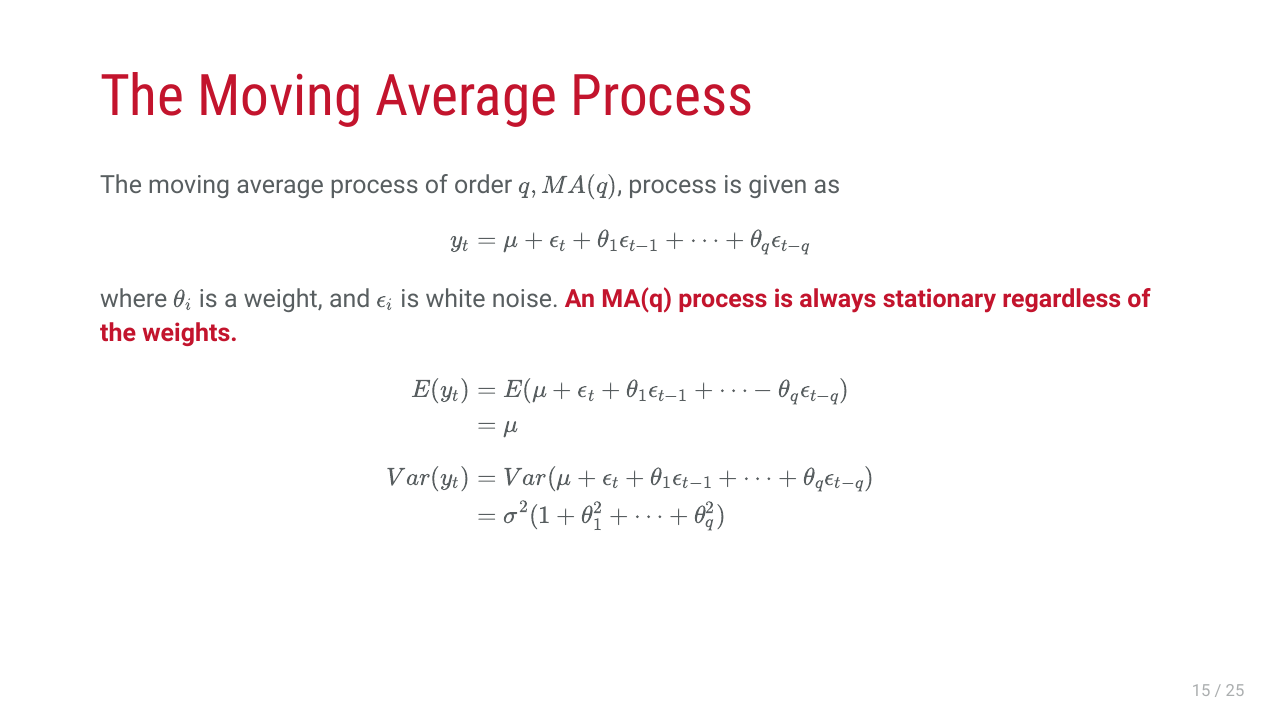 The Moving Average Process
The moving average process of order q, MA(q), process is given as
y_t = μ + ϵ_t + θ_1ϵ_{t−1} + ⋯ + θ_qϵ_{t−q}
where θ_i is a weight, and ϵ_i is white noise. An MA(q) process is always stationary regardless of
the weights.
E(y_t) = E(μ + ϵ_t + θ_1ϵ_{t−1} + ⋯ − θ_qϵ_{t−q})
= μ
Var(y_t) = Var(μ + ϵ_t + θ_1ϵ_{t−1} + ⋯ + θ_qϵ_{t−q})
= σ^2(1 + θ_1^2 + ⋯ + θ_q^2)
15 / 25